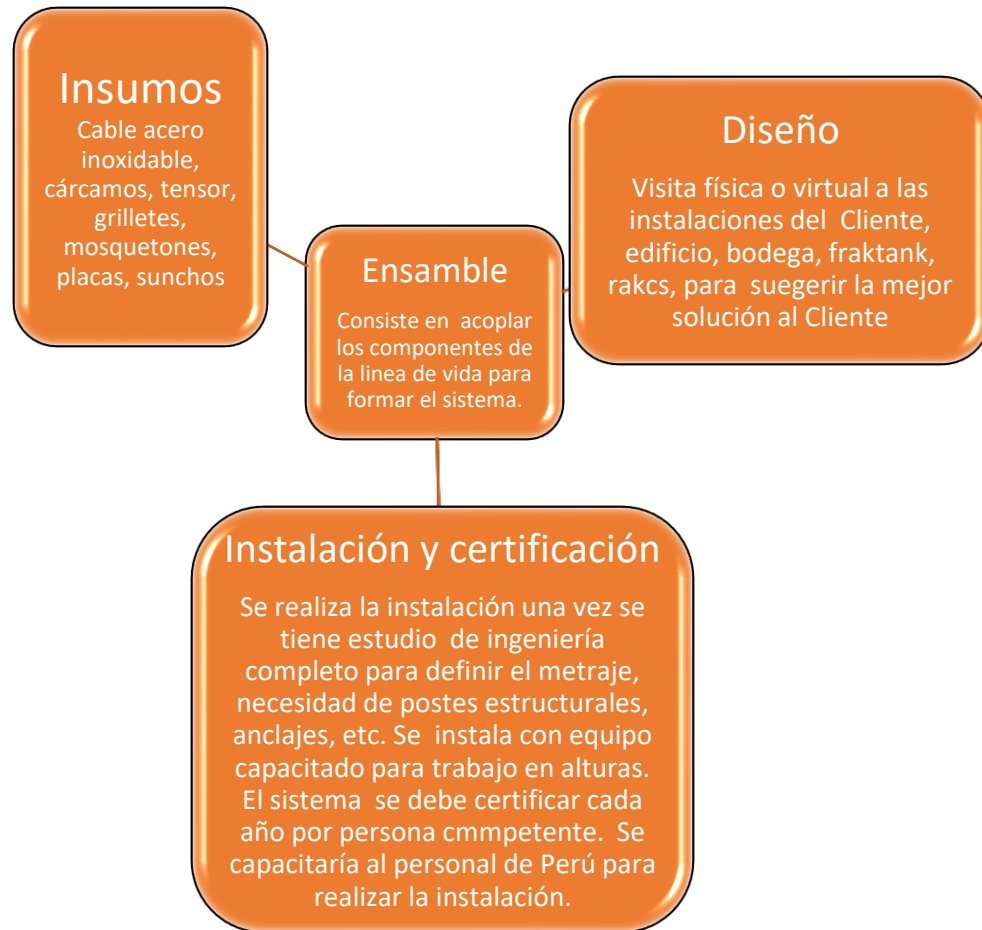 Insumos
Cable acero
inoxidable,
cárcamos, tensor,
grilletes,
mosquetones,
placas, sunchos
Diseño
Visita física o virtual a las
instalaciones del Cliente,
edificio, bodega, fraktank,
rakcs, para suegerir la mejor
solución al Cliente
Ensamble
Consiste en acoplar
los componentes de
la linea de vida para
formar el sistema.
Instalación y certificación
Se realiza la instalación una vez se
tiene estudio de ingeniería
completo para definir el metraje,
necesidad de postes estructurales,
anclajes, etc. Se instala con equipo
capacitado para trabajo en alturas.
El sistema se debe certificar cada
año por persona cmmpetente. Se
capacitaría al personal de Perú para
realizar la instalación.